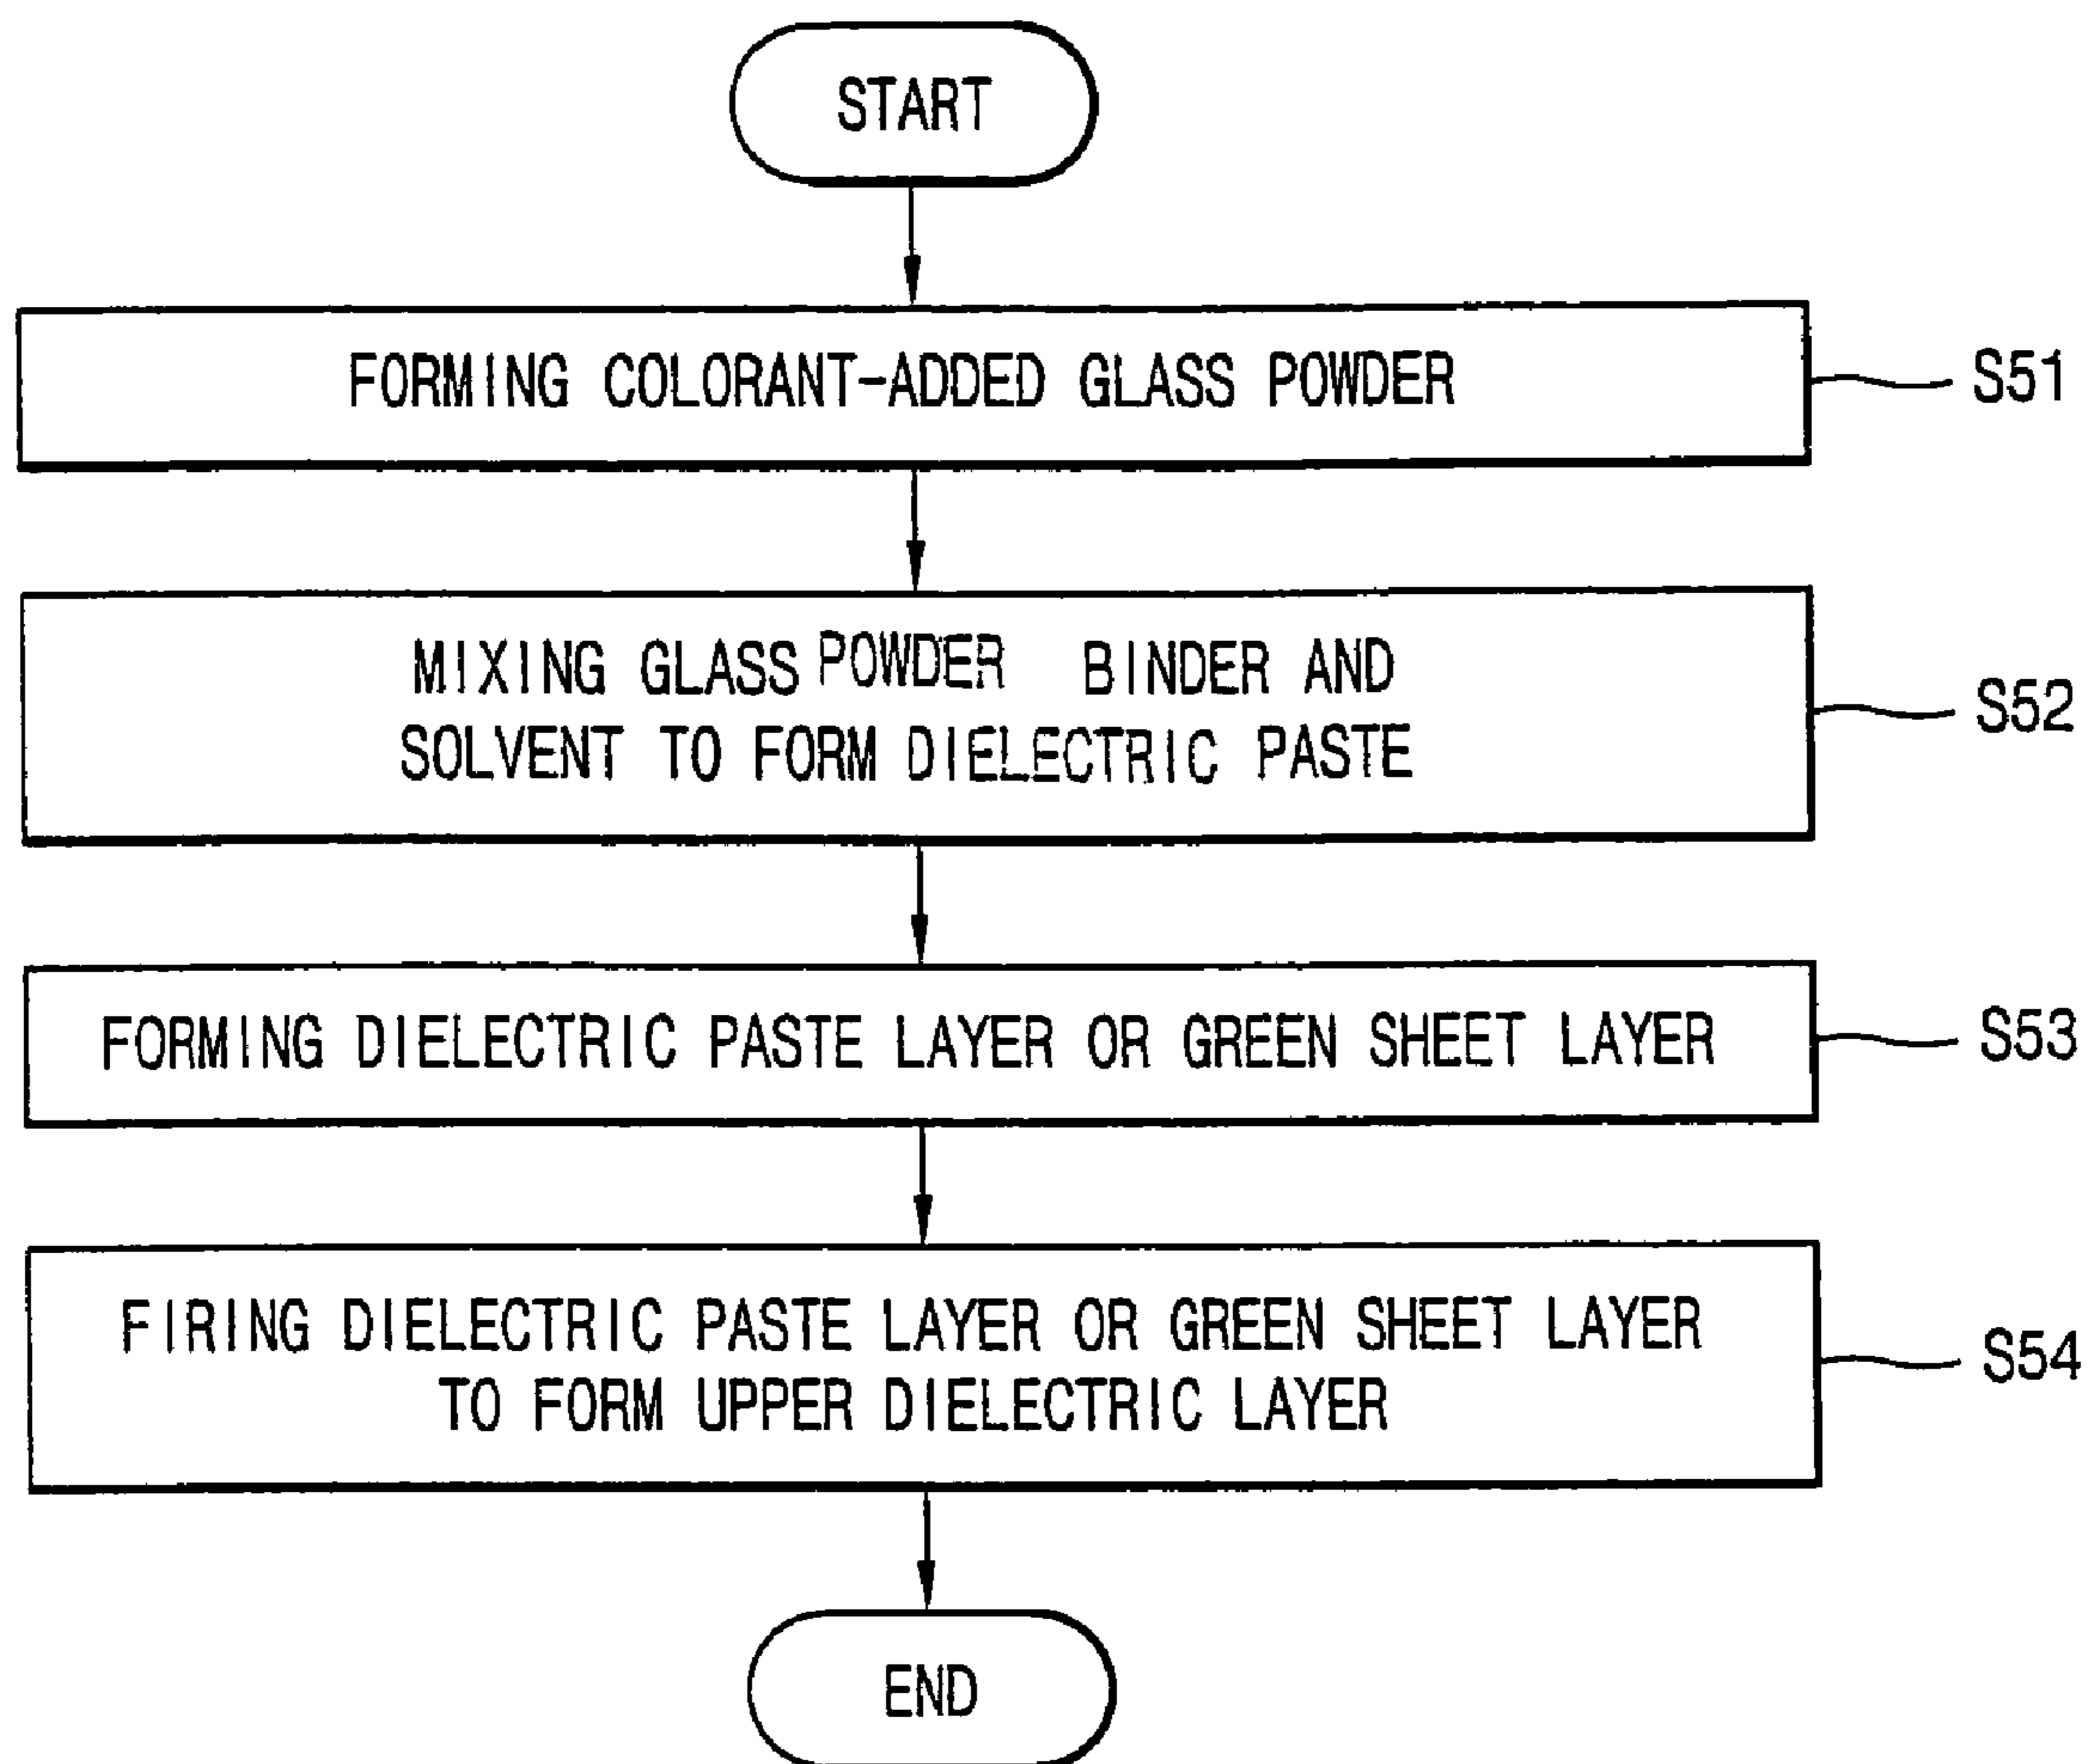 START
FORMING COLORANT-ADDED GLASS POWDER
S51
MIXING GLASS POWDER BINDER AND
SOLVENT TO FORM DIELECTRIC PASTE
S52
FORMING DIELECTRIC PASTE LAYER OR GREEN SHEET LAYER
S53
FIRING DIELECTRIC PASTE LAYER OR GREEN SHEET LAYER
TO FORM UPPER DIELECTRIC LAYER
S54
END